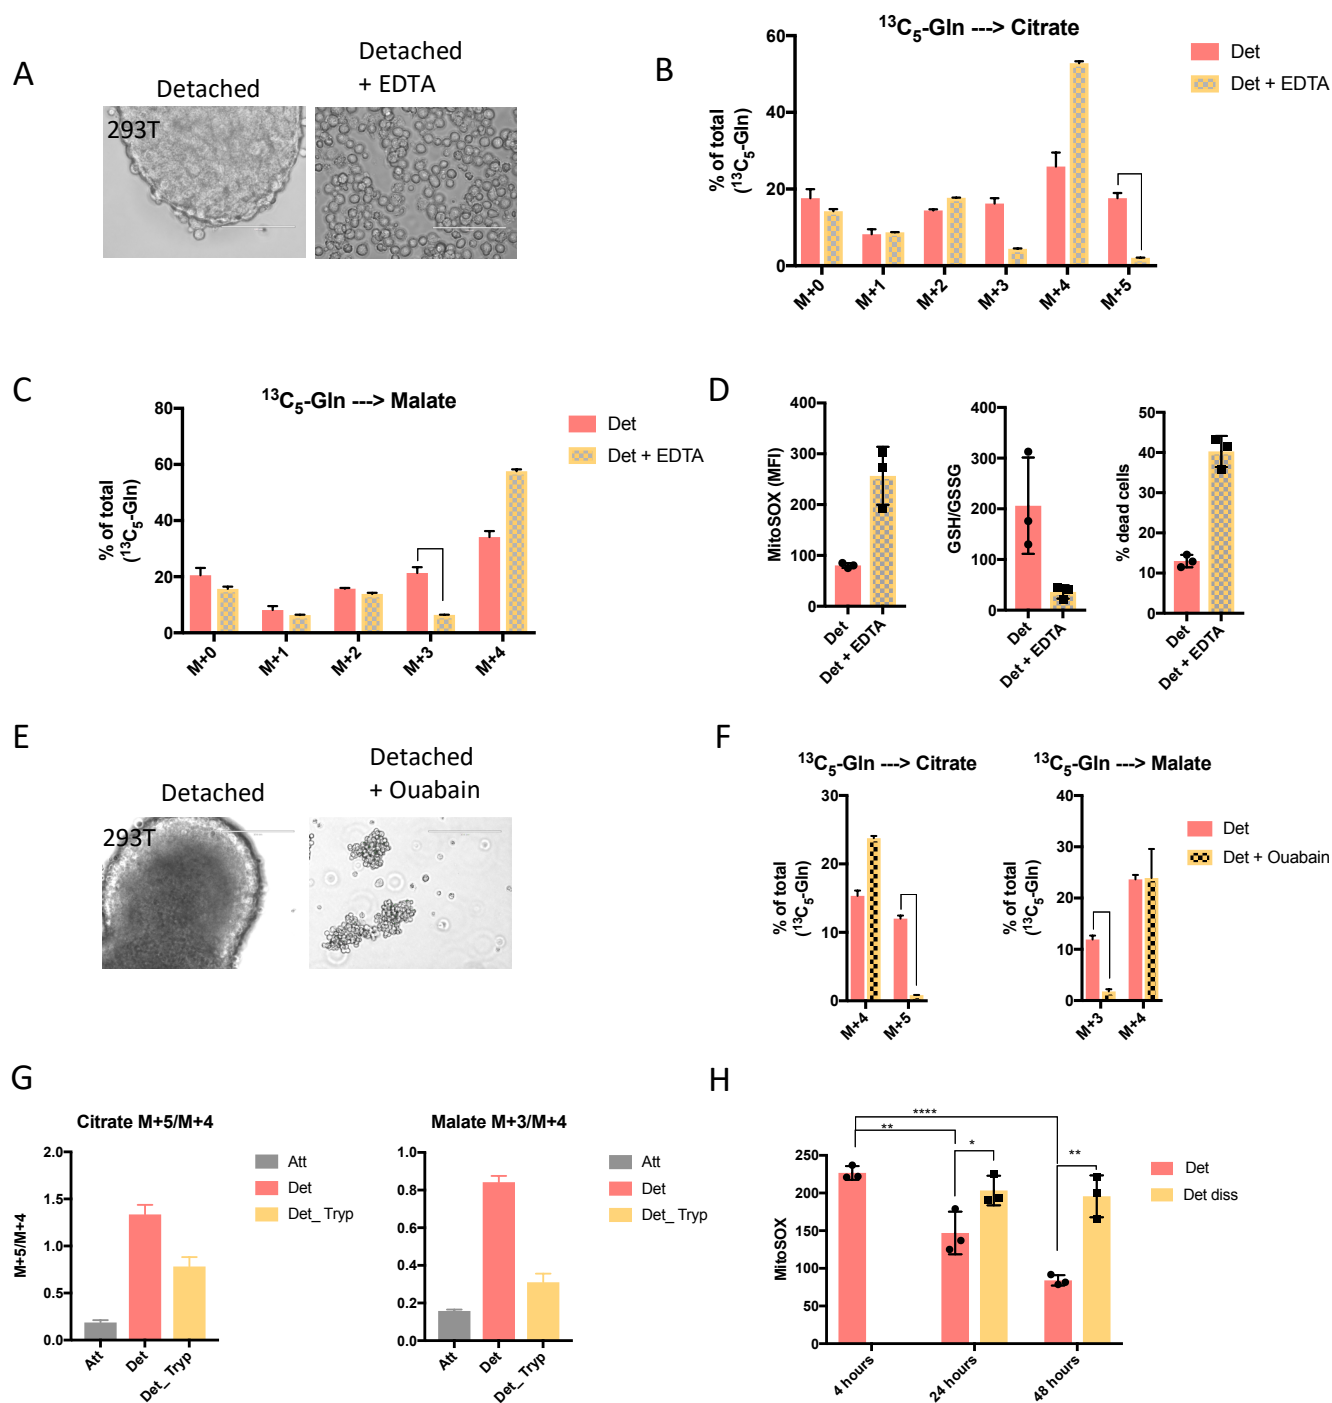 A
Detached
Detached
+ EDTA
293T
B
¹³C₅-Gln ---> Citrate
% of total
(¹³C₅-Gln)
60
40
20
0
M+0
M+1
M+2
M+3
M+4
M+5
Det
Det + EDTA
C
¹³C₅-Gln ---> Malate
% of total
(¹³C₅-Gln)
80
60
40
20
0
M+0
M+1
M+2
M+3
M+4
Det
Det + EDTA
D
MitoSOX (MFI)
400
300
200
100
0
Det
Det + EDTA
GSH/GSSG
400
300
200
100
0
Det
Det + EDTA
% dead cells
50
40
30
20
10
0
Det
Det + EDTA
E
Detached
Detached
+ Ouabain
293T
F
¹³C₅-Gln ---> Citrate
% of total
(¹³C₅-Gln)
30
20
10
0
M+4
M+5
¹³C₅-Gln ---> Malate
% of total
(¹³C₅-Gln)
40
30
20
10
0
M+3
M+4
Det
Det + Ouabain
G
Citrate M+5/M+4
M+5/M+4
2.0
1.5
1.0
0.5
0.0
Att
Det
Det_ Tryp
Att
Det
Det_ Tryp
Malate M+3/M+4
1.0
0.8
0.6
0.4
0.2
0.0
Att
Det
Det_ Tryp
Att
Det
Det_ Tryp
H
MitoSOX
250
200
150
100
50
0
****
**
*
**
4 hours
24 hours
48 hours
Det
Det diss